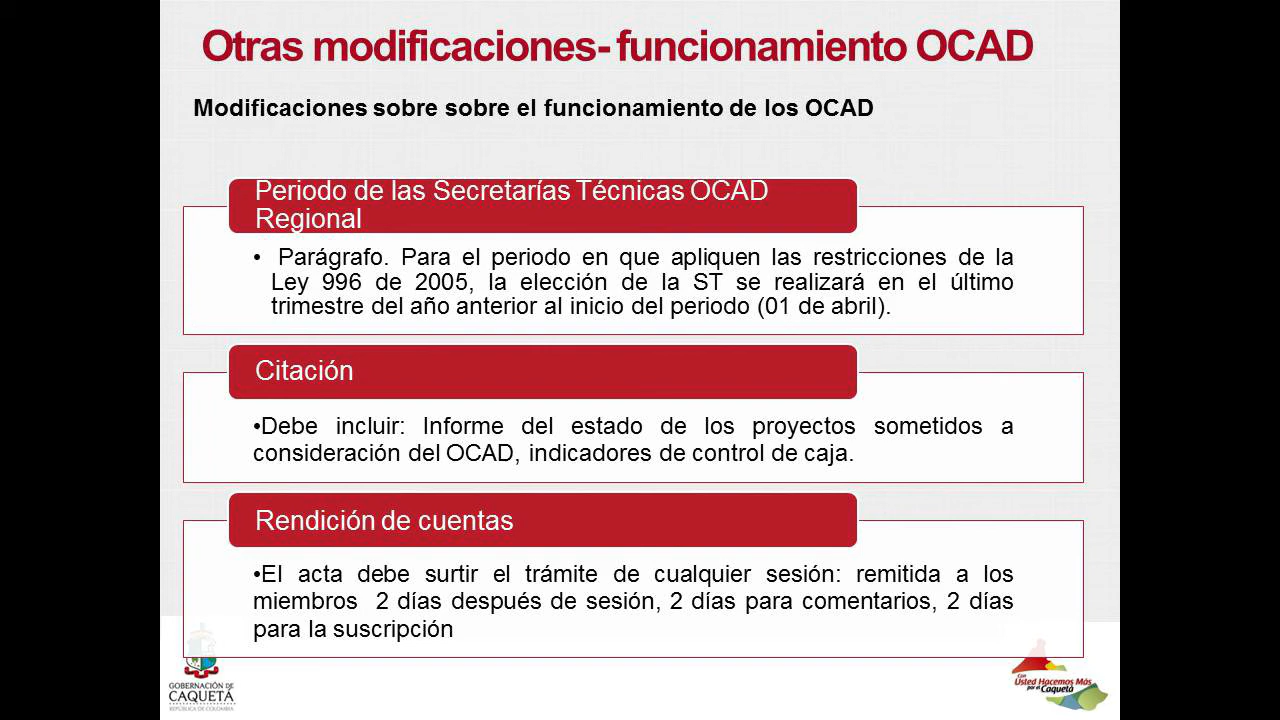 Otras modificaciones- funcionamiento OCAD
Modificaciones sobre sobre el funcionamiento de los OCAD
Periodo de las Secretarías Técnicas OCAD
Regional
• Parágrafo. Para el periodo en que apliquen las restricciones de la
Ley 996 de 2005, la elección de la ST se realizará en el último
trimestre del año anterior al inicio del periodo (01 de abril).
Citación
•Debe incluir: Informe del estado de los proyectos sometidos a
consideración del OCAD, indicadores de control de caja.
Rendición de cuentas
•El acta debe surtir el trámite de cualquier sesión: remitida a los
miembros 2 días después de sesión, 2 días para comentarios, 2 días
para la suscripción
GOBERNACIÓN DE
CAQUETÁ
REPÚBLICA DE COLOMBIA
Con
Usted Hacemos Más
por el Caquetá